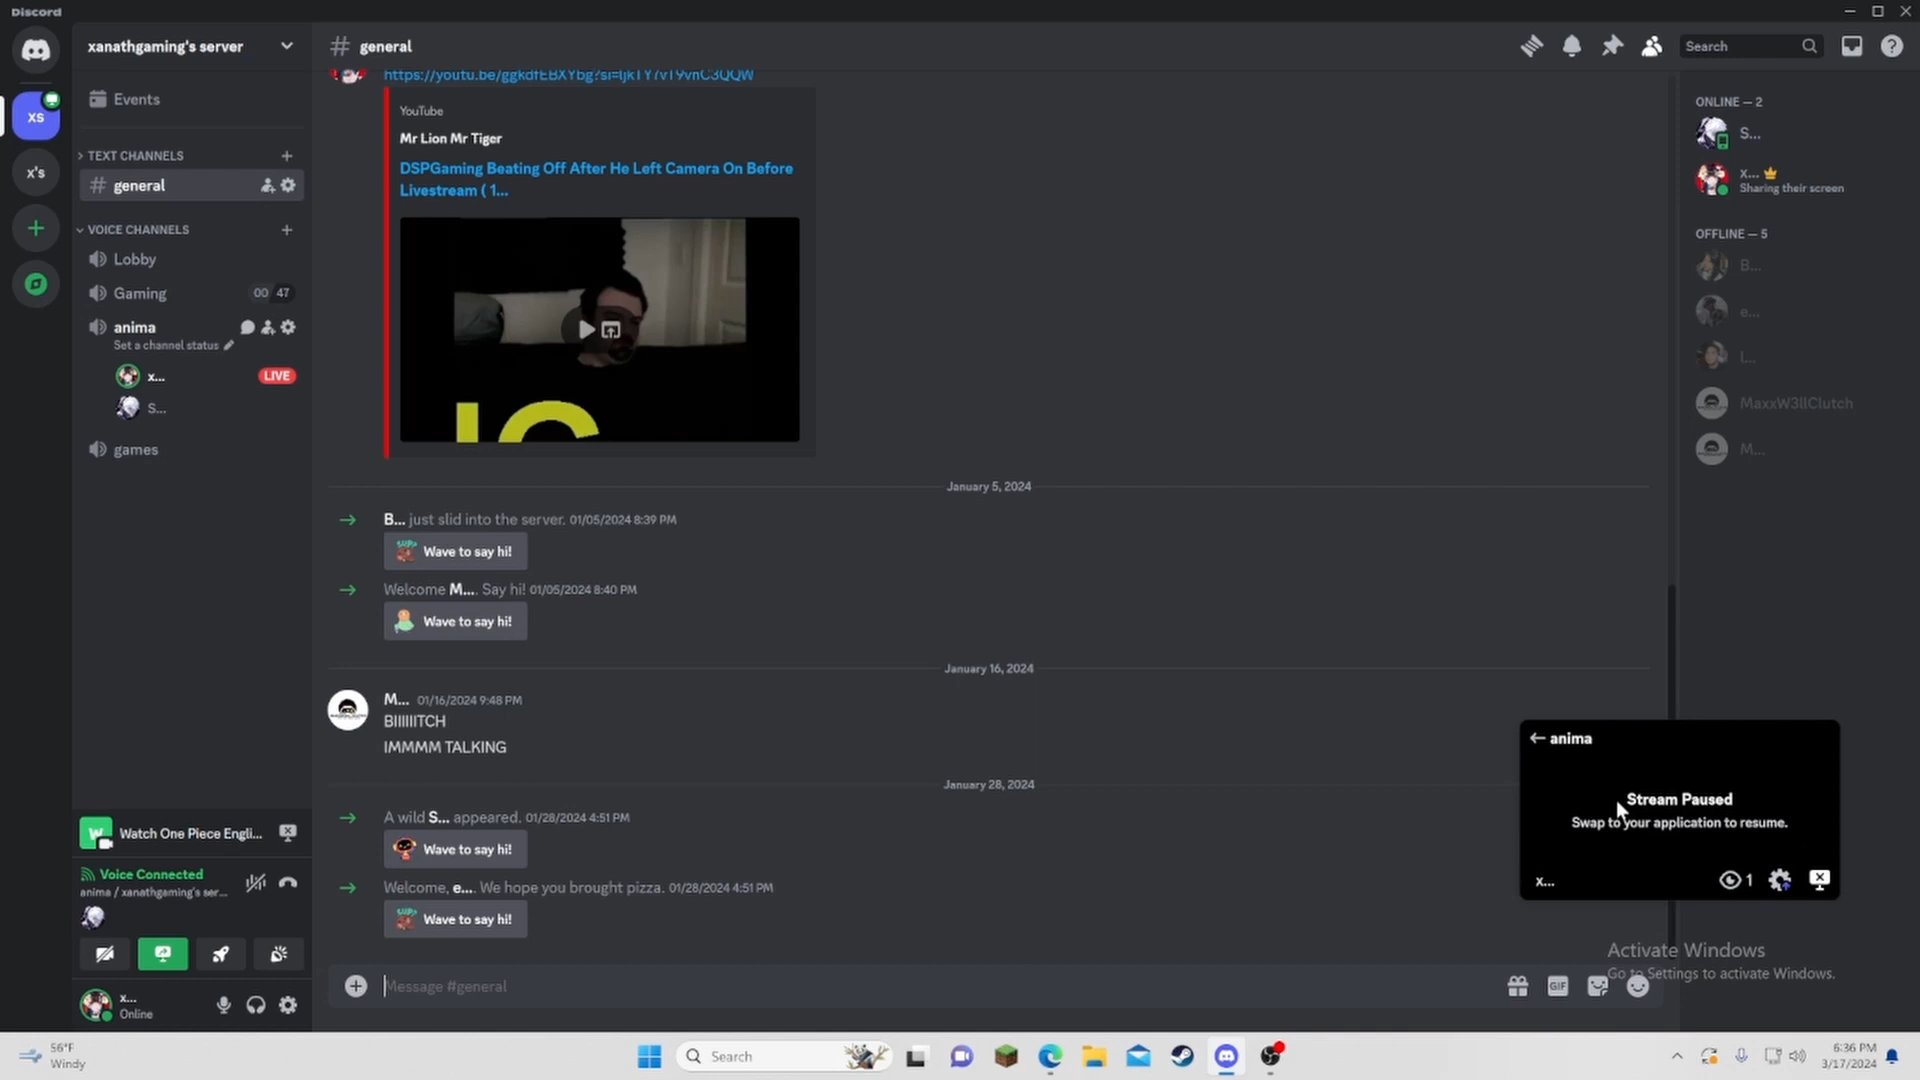 Discord
xanathgaming's server
# general
Search
Events
TEXT CHANNELS
# general
VOICE CHANNELS
Lobby
Gaming 00 47
anima
Set a channel status
x... LIVE
S...
games
XS
x's
https://youtu.be/ggkdfEBXYbg?si=
YouTube
Mr Lion Mr Tiger
DSPGaming Beating Off After He Left Camera On Before
Livestream ( 1...
January 5, 2024
B... just slid into the server. 01/05/2024 8:39 PM
Wave to say hi!
Welcome M.... Say hi! 01/05/2024 8:40 PM
Wave to say hi!
January 16, 2024
M... 01/16/2024 9:48 PM
BIIIIIITCH
IMMMM TALKING
January 28, 2024
A wild S... appeared. 01/28/2024 4:51 PM
Wave to say hi!
Welcome, e.... We hope you brought pizza. 01/28/2024 4:51 PM
Wave to say hi!
Message #general
GIF
ONLINE — 2
S...
x...
Sharing their screen
OFFLINE — 5
B...
e...
I...
MaxxW3llClutch
M...
anima
Stream Paused
Swap to your application to resume.
x... 1
Activate Windows
Go to Settings to activate Windows.
W Watch One Piece Engli...
Voice Connected
anima / xanathgaming's ser...
x...
Online
56°F
Windy
Search
6:36 PM
3/17/2024